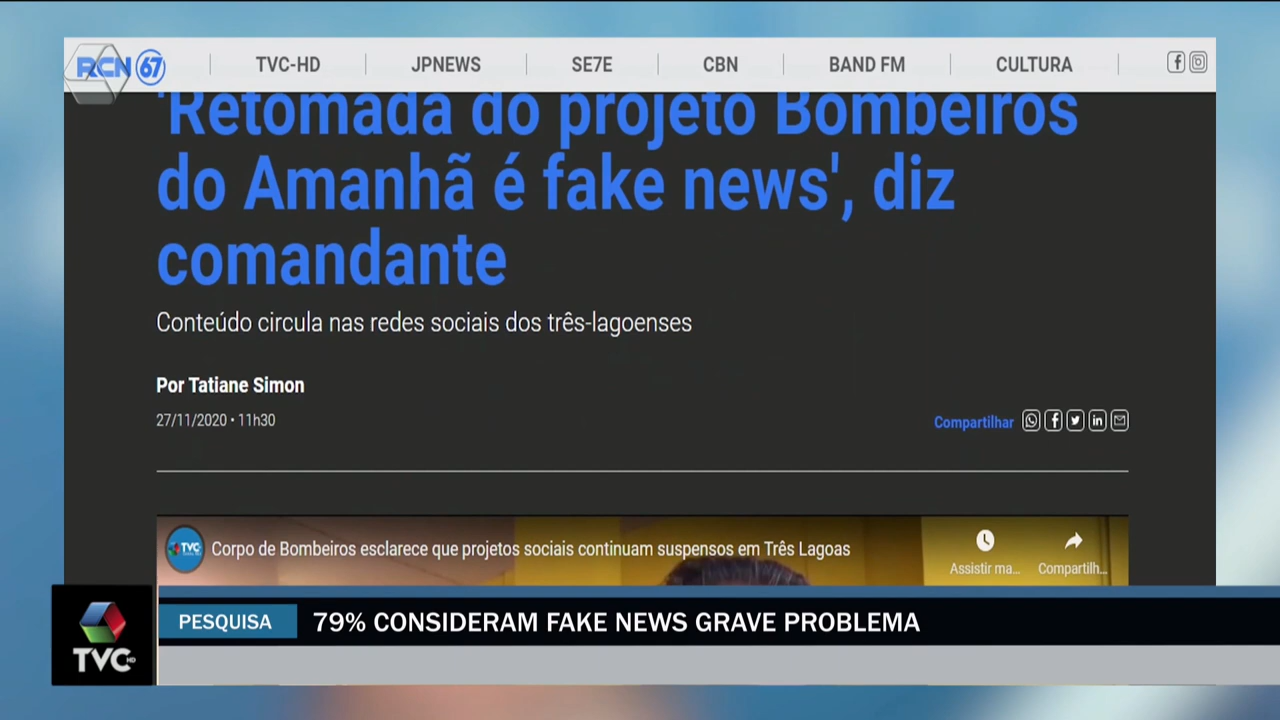 RCN 67 TVC-HD JPNEWS SE7E CBN BAND FM CULTURA
'Retomada do projeto Bombeiros
do Amanhã é fake news', diz
comandante
Conteúdo circula nas redes sociais dos três-lagoenses
Por Tatiane Simon
27/11/2020 • 11h30
Compartilhar
TVC Corpo de Bombeiros esclarece que projetos sociais continuam suspensos em Três Lagoas
Assistir ma... Compartilh...
PESQUISA 79% CONSIDERAM FAKE NEWS GRAVE PROBLEMA
TVC HD